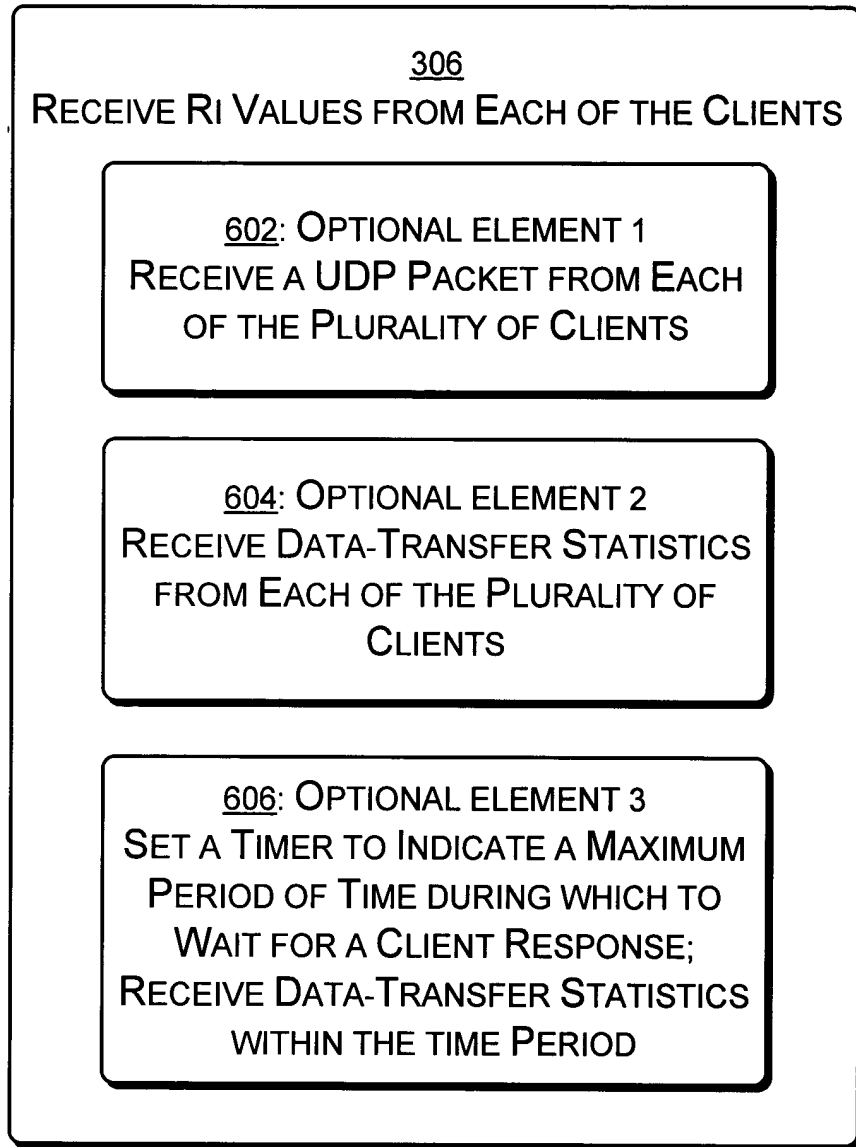 306
RECEIVE RI VALUES FROM EACH OF THE CLIENTS
602: OPTIONAL ELEMENT 1
RECEIVE A UDP PACKET FROM EACH
OF THE PLURALITY OF CLIENTS
604: OPTIONAL ELEMENT 2
RECEIVE DATA-TRANSFER STATISTICS
FROM EACH OF THE PLURALITY OF
CLIENTS
606: OPTIONAL ELEMENT 3
SET A TIMER TO INDICATE A MAXIMUM
PERIOD OF TIME DURING WHICH TO
WAIT FOR A CLIENT RESPONSE;
RECEIVE DATA-TRANSFER STATISTICS
WITHIN THE TIME PERIOD